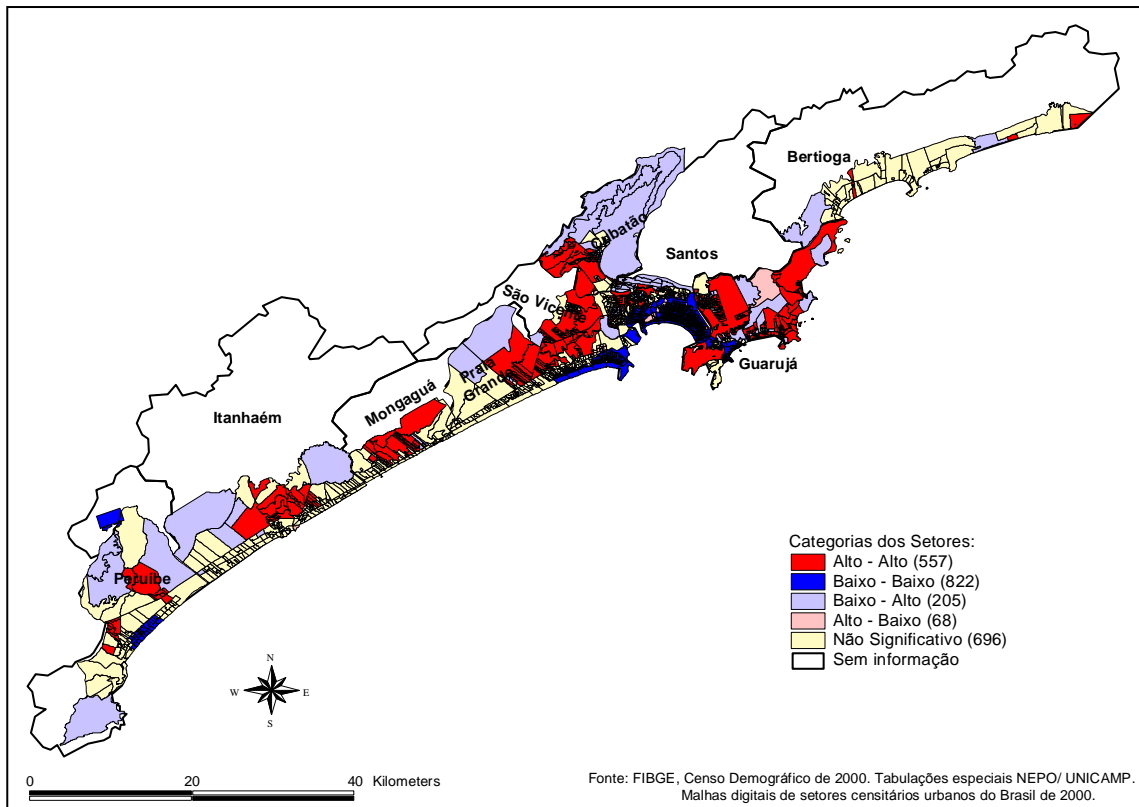 Bertioga
Cubatão
Santos
São Vicente
Praia
Grande
Guarujá
Mongaguá
Itanhaém
Peruíbe
Categorias dos Setores:
Alto - Alto (557)
Baixo - Baixo (822)
Baixo - Alto (205)
Alto - Baixo (68)
Não Significativo (696)
Sem informação
N
W E
S
0 20 40 Kilometers
Fonte: FIBGE, Censo Demográfico de 2000. Tabulações especiais NEPO/ UNICAMP.
Malhas digitais de setores censitários urbanos do Brasil de 2000.